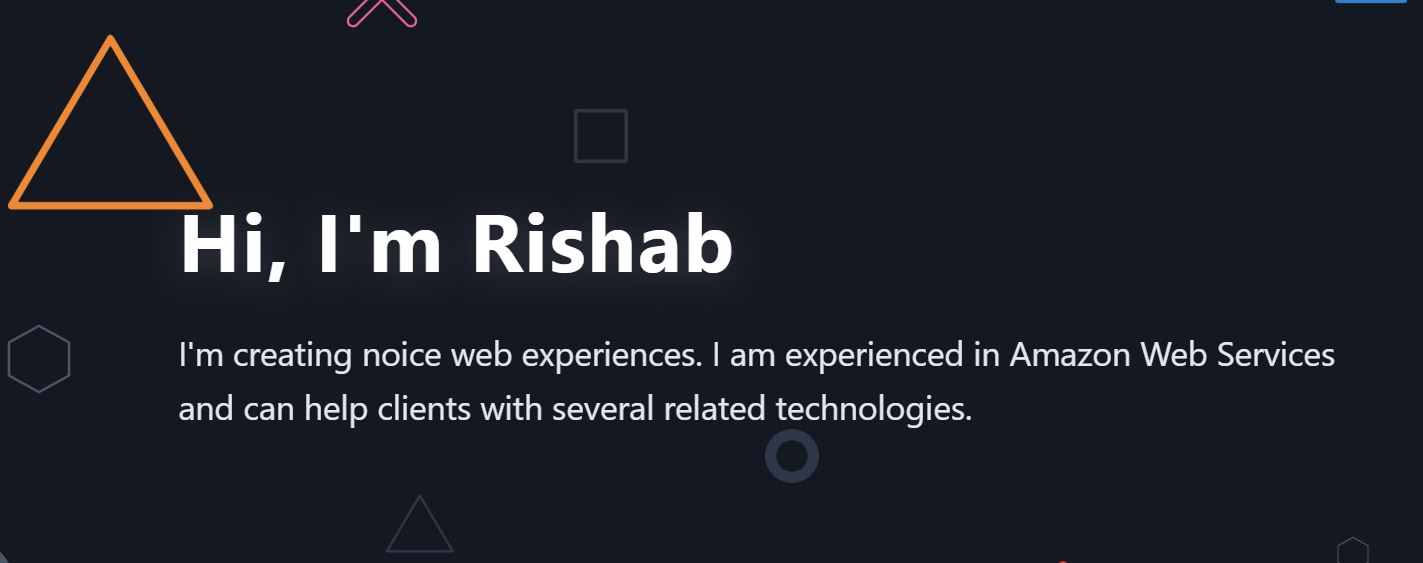 Hi, I'm Rishab
I'm creating noice web experiences. I am experienced in Amazon Web Services
and can help clients with several related technologies.